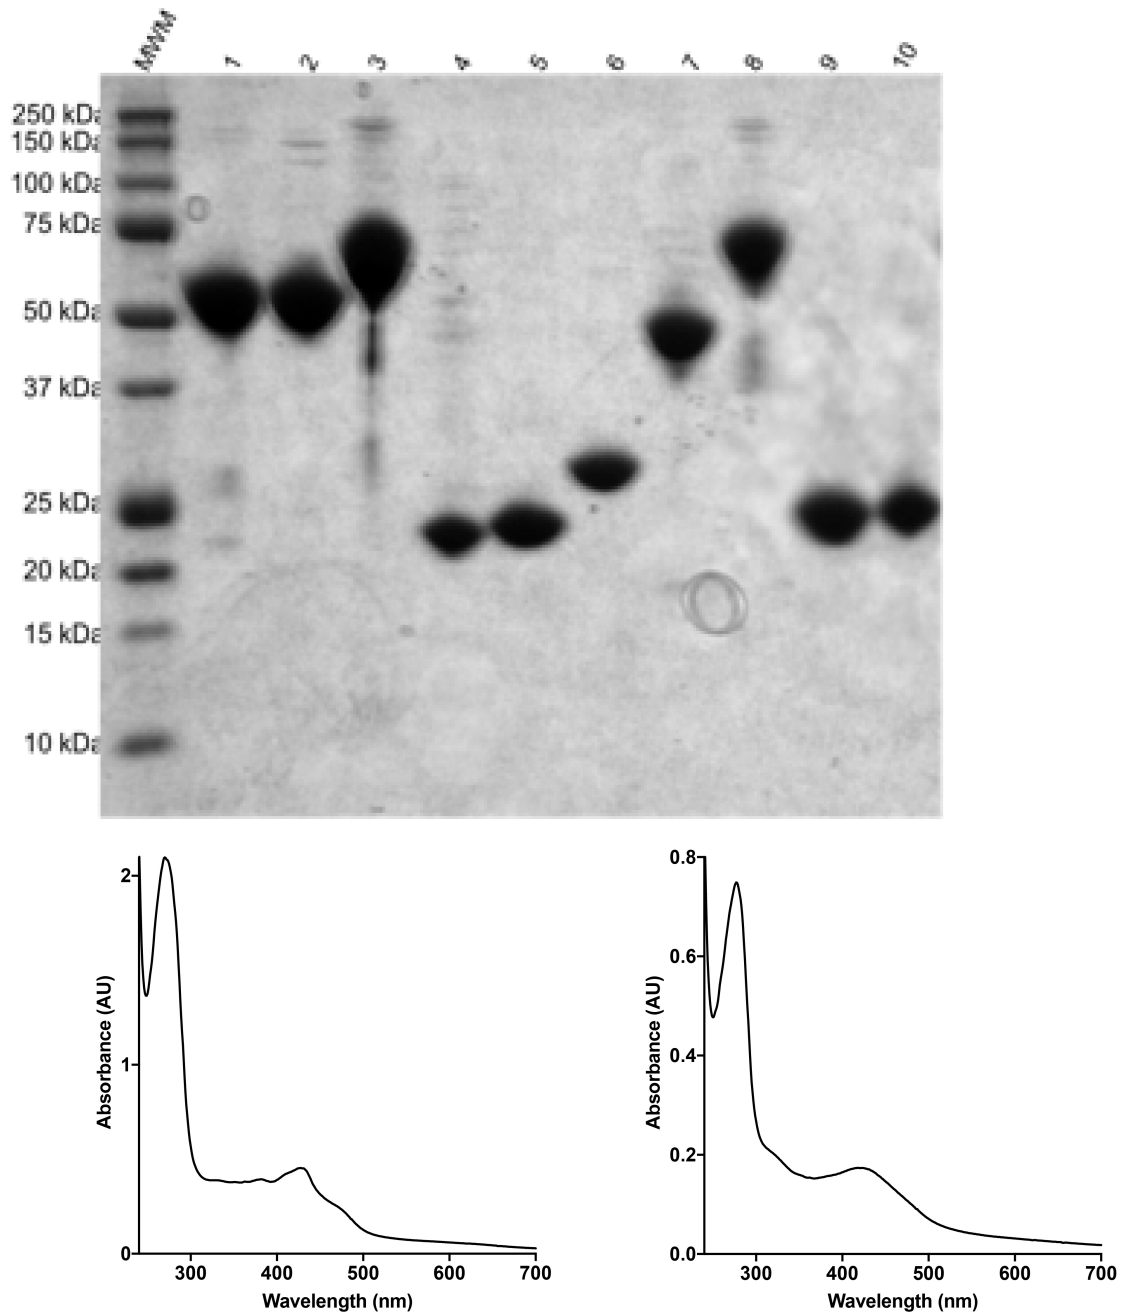 MWM 1 2 3 4 5 6 7 8 9 10
250 kDa
150 kDa
100 kDa
75 kDa
50 kDa
37 kDa
25 kDa
20 kDa
15 kDa
10 kDa
2
1
0
Absorbance (AU)
300 400 500 600 700
Wavelength (nm)
0.8
0.6
0.4
0.2
0.0
Absorbance (AU)
300 400 500 600 700
Wavelength (nm)